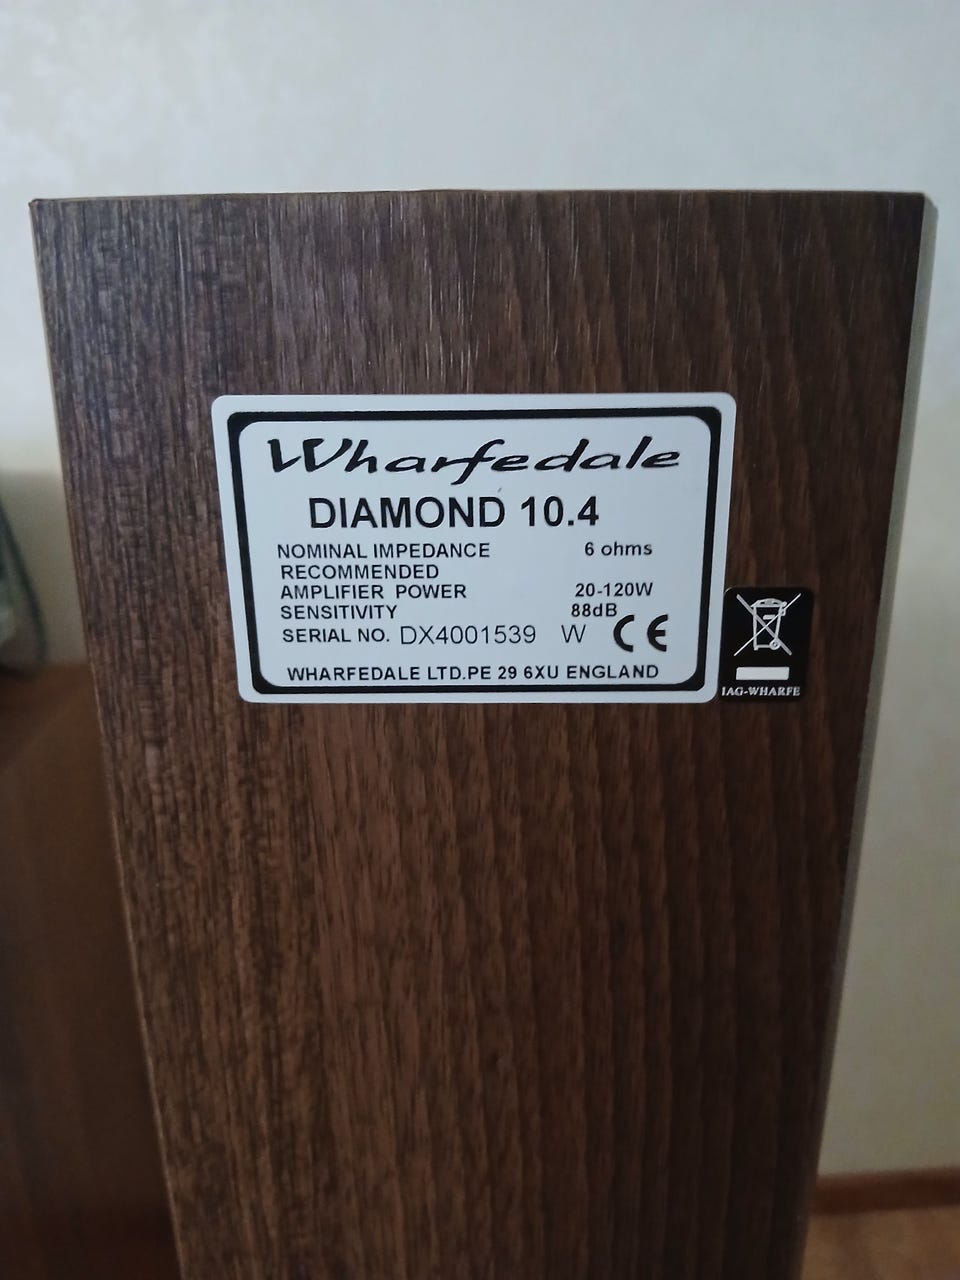 Wharfedale
DIAMOND 10.4
NOMINAL IMPEDANCE 6 ohms
RECOMMENDED
AMPLIFIER POWER 20-120W
SENSITIVITY 88dB
SERIAL NO. DX4001539 W CE
WHARFEDALE LTD.PE 29 6XU ENGLAND
IAG-WHARFE